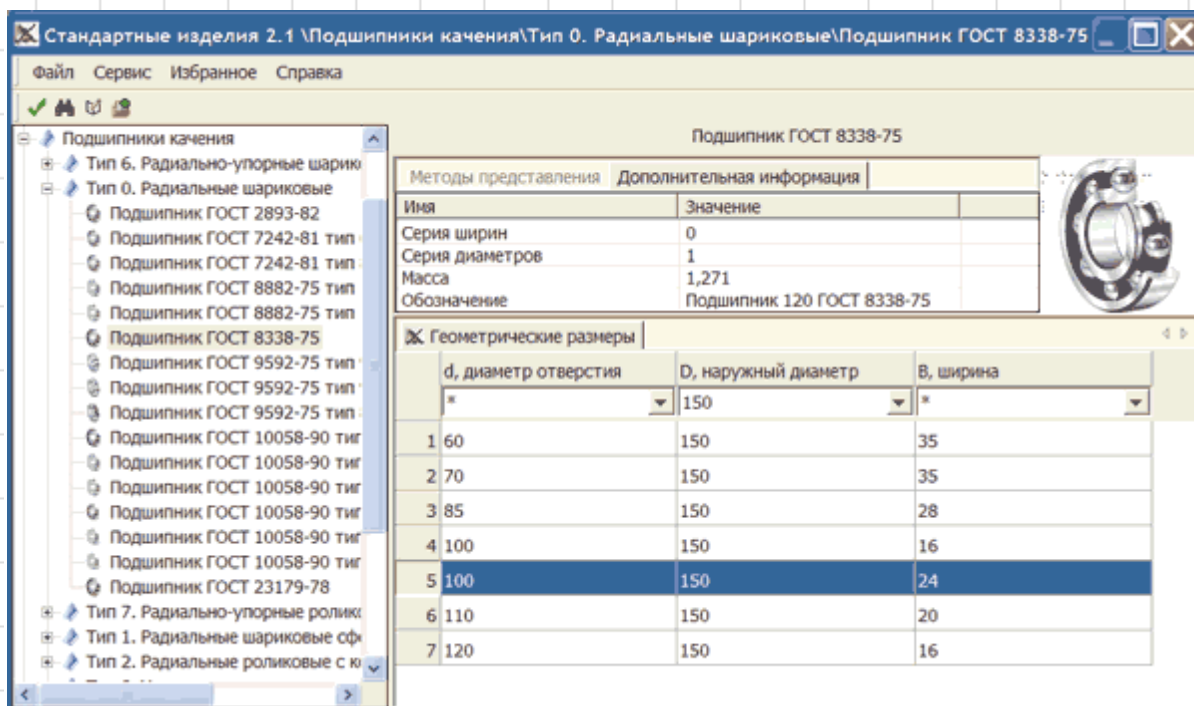 Стандартные изделия 2.1 \Подшипники качения\Тип 0. Радиальные шариковые\Подшипник ГОСТ 8338-75
Файл Сервис Избранное Справка
Подшипники качения
Тип 6. Радиально-упорные шарик
Тип 0. Радиальные шариковые
Подшипник ГОСТ 2893-82
Подшипник ГОСТ 7242-81 тип
Подшипник ГОСТ 7242-81 тип
Подшипник ГОСТ 8882-75 тип
Подшипник ГОСТ 8882-75 тип
Подшипник ГОСТ 8338-75
Подшипник ГОСТ 9592-75 тип
Подшипник ГОСТ 9592-75 тип
Подшипник ГОСТ 9592-75 тип
Подшипник ГОСТ 10058-90 тип
Подшипник ГОСТ 10058-90 тип
Подшипник ГОСТ 10058-90 тип
Подшипник ГОСТ 10058-90 тип
Подшипник ГОСТ 10058-90 тип
Подшипник ГОСТ 10058-90 тип
Подшипник ГОСТ 23179-78
Тип 7. Радиально-упорные ролик
Тип 1. Радиальные шариковые сф
Тип 2. Радиальные роликовые с к
Подшипник ГОСТ 8338-75
Методы представления Дополнительная информация
Имя Значение
Серия ширин 0
Серия диаметров 1
Масса 1,271
Обозначение Подшипник 120 ГОСТ 8338-75
Геометрические размеры
d, диаметр отверстия D, наружный диаметр B, ширина
* 150 *
1 60 150 35
2 70 150 35
3 85 150 28
4 100 150 16
5 100 150 24
6 110 150 20
7 120 150 16